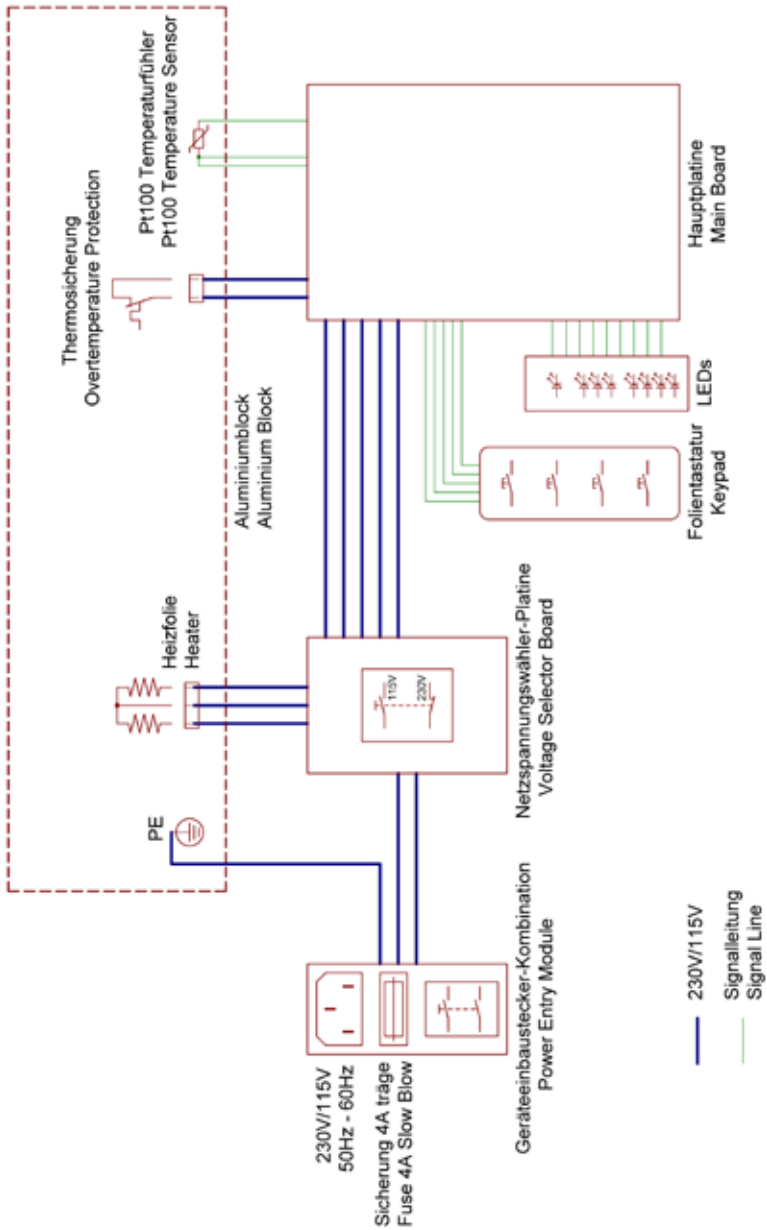 230V/115V
50Hz - 60Hz
Sicherung 4A träge
Fuse 4A Slow Blow
Geräteeinbaustecker-Kombination
Power Entry Module
PE
Heizfolie
Heater
115V
230V
Netzspannungswähler-Platine
Voltage Selector Board
Aluminiumblock
Aluminium Block
Thermosicherung
Overtemperature Protection
Pt100 Temperaturfühler
Pt100 Temperature Sensor
Folientastatur
Keypad
LEDs
Hauptplatine
Main Board
230V/115V
Signalleitung
Signal Line